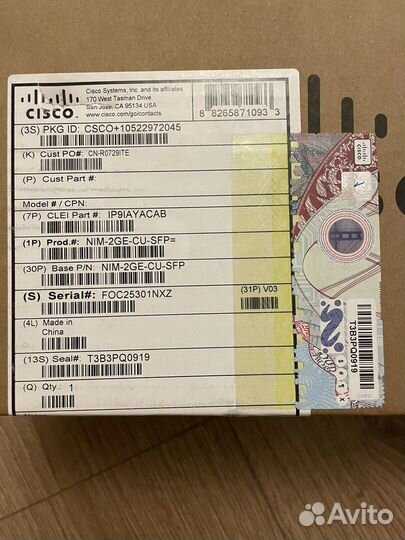 CISCO
Cisco Systems, Inc. and its affiliates
170 West Tasman Drive
San Jose, CA 95134 USA
www.cisco.com/go/contacts
8 82658 71093 3
(3S) PKG ID: CSCO+10522972045
(K) Cust PO#: CN-R0729ITE
(P) Cust Part #:
Model # / CPN:
(7P) CLEI Part #: IP9IAYACAB
(1P) Prod.#: NIM-2GE-CU-SFP=
(30P) Base P/N: NIM-2GE-CU-SFP
(S) Serial#: FOC25301NXZ
(31P) V03
(4L) Made in
China
(13S) Seal#: T3B3PQ0919
(Q) Qty.: 1
CISCO
T3B3PQ0919
Avito